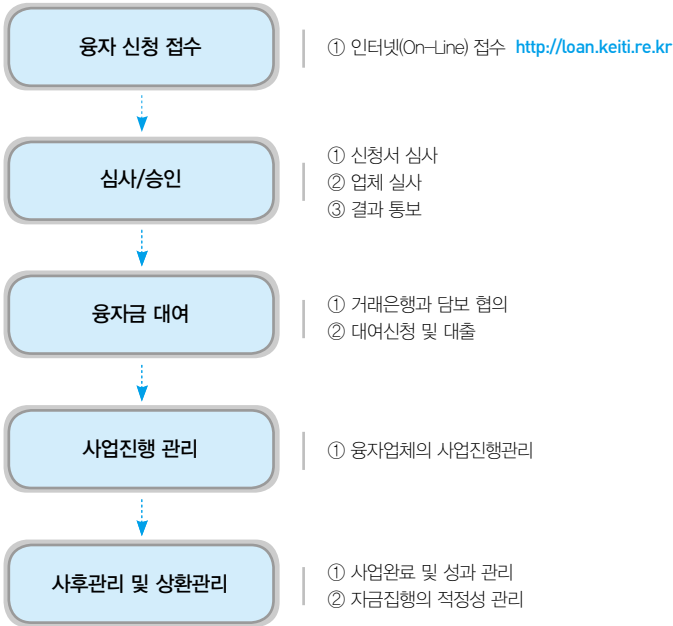 융자 신청 접수
① 인터넷(On-Line) 접수 http://loan.keiti.re.kr
심사/승인
① 신청서 심사
② 업체 실사
③ 결과 통보
융자금 대여
① 거래은행과 담보 협의
② 대여신청 및 대출
사업진행 관리
① 융자업체의 사업진행관리
사후관리 및 상환관리
① 사업완료 및 성과 관리
② 자금집행의 적정성 관리